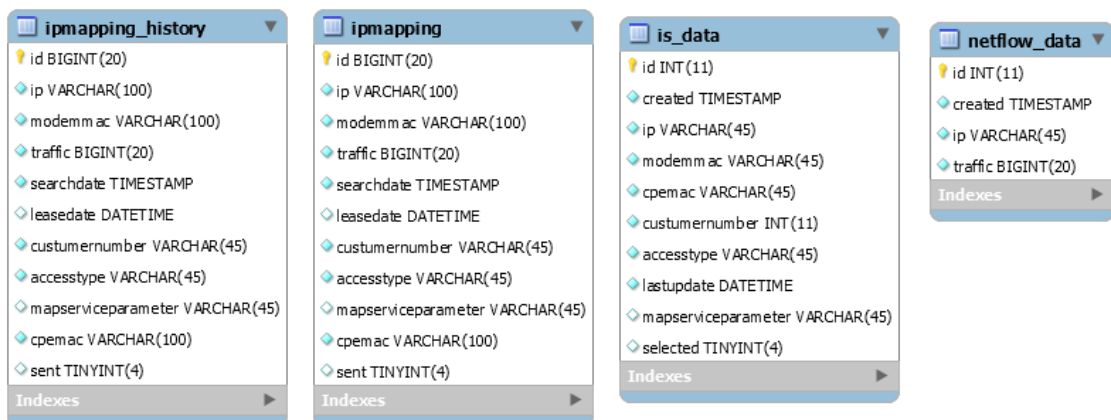 ipmapping_history
id BIGINT(20)
ip VARCHAR(100)
modemmac VARCHAR(100)
traffic BIGINT(20)
searchdate TIMESTAMP
leasedate DATETIME
custumernumber VARCHAR(45)
accesstype VARCHAR(45)
mapserviceparameter VARCHAR(45)
cpemac VARCHAR(100)
sent TINYINT(4)
Indexes
ipmapping
id BIGINT(20)
ip VARCHAR(100)
modemmac VARCHAR(100)
traffic BIGINT(20)
searchdate TIMESTAMP
leasedate DATETIME
custumernumber VARCHAR(45)
accesstype VARCHAR(45)
mapserviceparameter VARCHAR(45)
cpemac VARCHAR(100)
sent TINYINT(4)
Indexes
is_data
id INT(11)
created TIMESTAMP
ip VARCHAR(45)
modemmac VARCHAR(45)
cpemac VARCHAR(45)
custumernumber INT(11)
accesstype VARCHAR(45)
lastupdate DATETIME
mapserviceparameter VARCHAR(45)
selected TINYINT(4)
Indexes
netflow_data
id INT(11)
created TIMESTAMP
ip VARCHAR(45)
traffic BIGINT(20)
Indexes